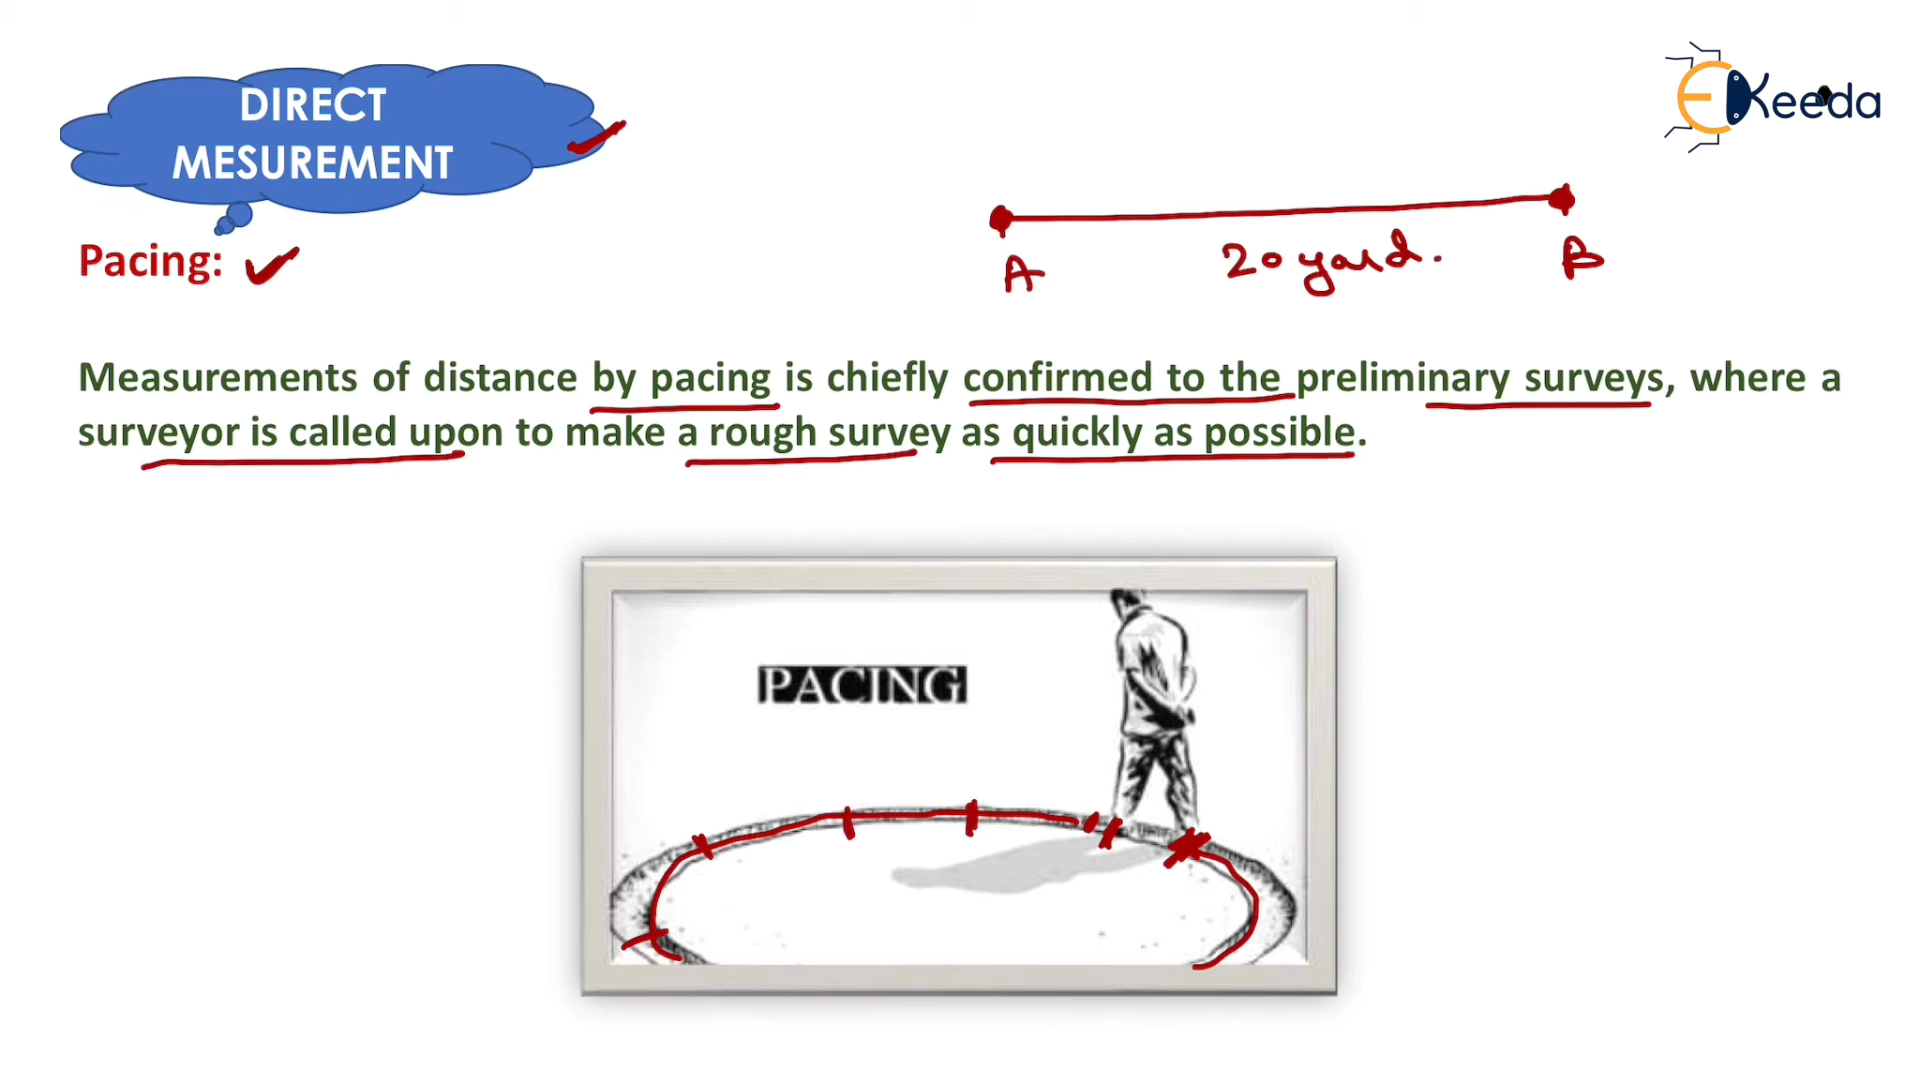 DIRECT
MESUREMENT
EKeeda
Pacing:
A
20 yard.
B
Measurements of distance by pacing is chiefly confirmed to the preliminary surveys, where a
surveyor is called upon to make a rough survey as quickly as possible.
PACING